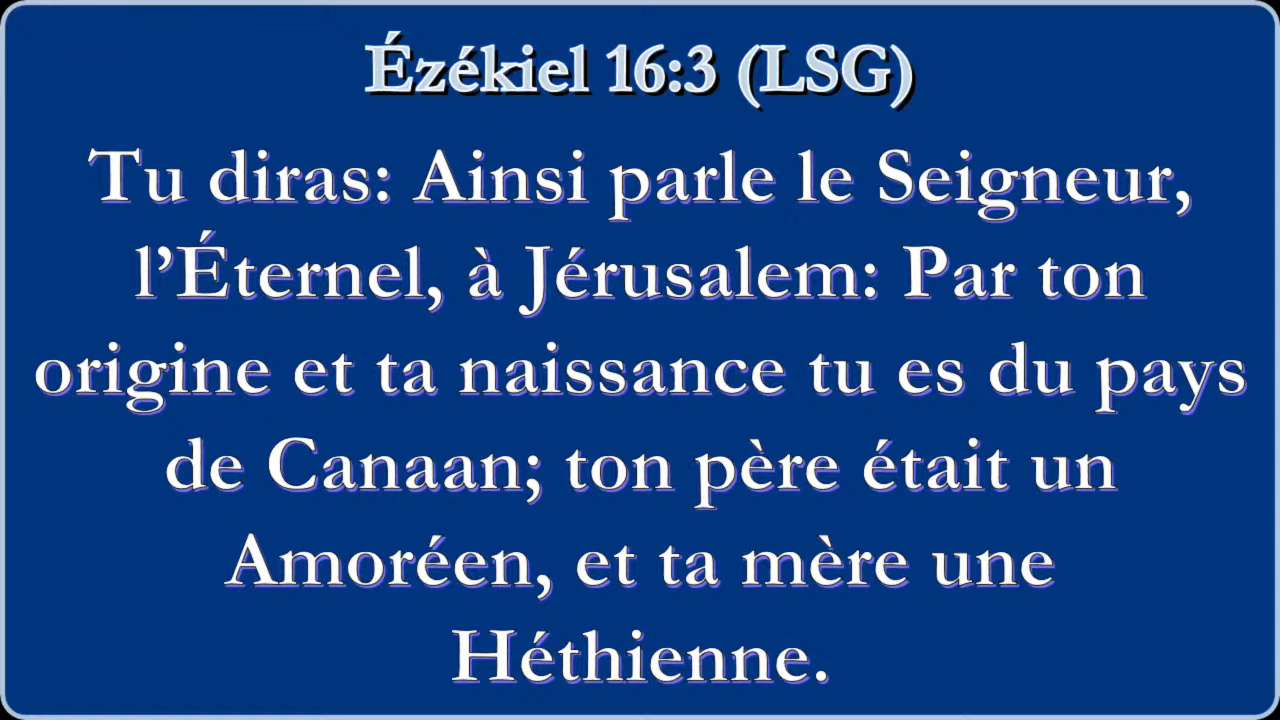 Ézékiel 16:3 (LSG)
Tu diras: Ainsi parle le Seigneur,
l’Éternel, à Jérusalem: Par ton
origine et ta naissance tu es du pays
de Canaan; ton père était un
Amoréen, et ta mère une
Héthienne.